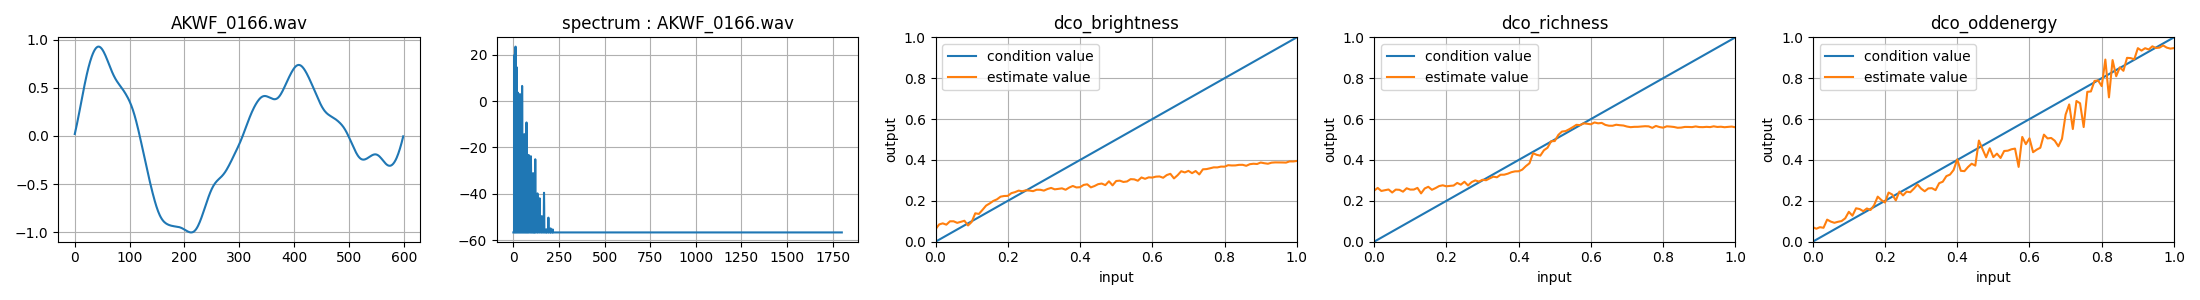 AKWF_0166.wav
1.0
0.5
0.0
−0.5
−1.0
0 100 200 300 400 500 600
spectrum : AKWF_0166.wav
20
0
−20
−40
−60
0 250 500 750 1000 1250 1500 1750
dco_brightness
condition value
estimate value
output
1.0
0.8
0.6
0.4
0.2
0.0
0.0 0.2 0.4 0.6 0.8 1.0
input
dco_richness
condition value
estimate value
output
1.0
0.8
0.6
0.4
0.2
0.0
0.0 0.2 0.4 0.6 0.8 1.0
input
dco_oddenergy
condition value
estimate value
output
1.0
0.8
0.6
0.4
0.2
0.0
0.0 0.2 0.4 0.6 0.8 1.0
input